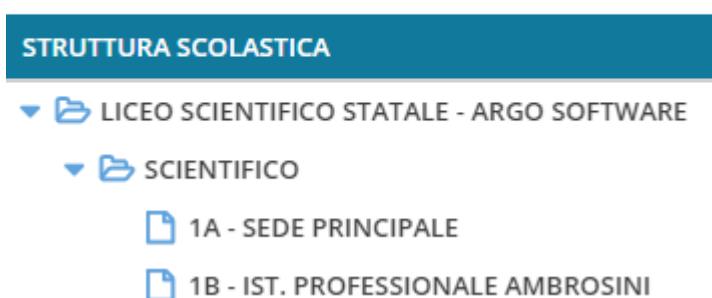 STRUTTURA SCOLASTICA
LICEO SCIENTIFICO STATALE - ARGO SOFTWARE
SCIENTIFICO
1A - SEDE PRINCIPALE
1B - IST. PROFESSIONALE AMBROSINI